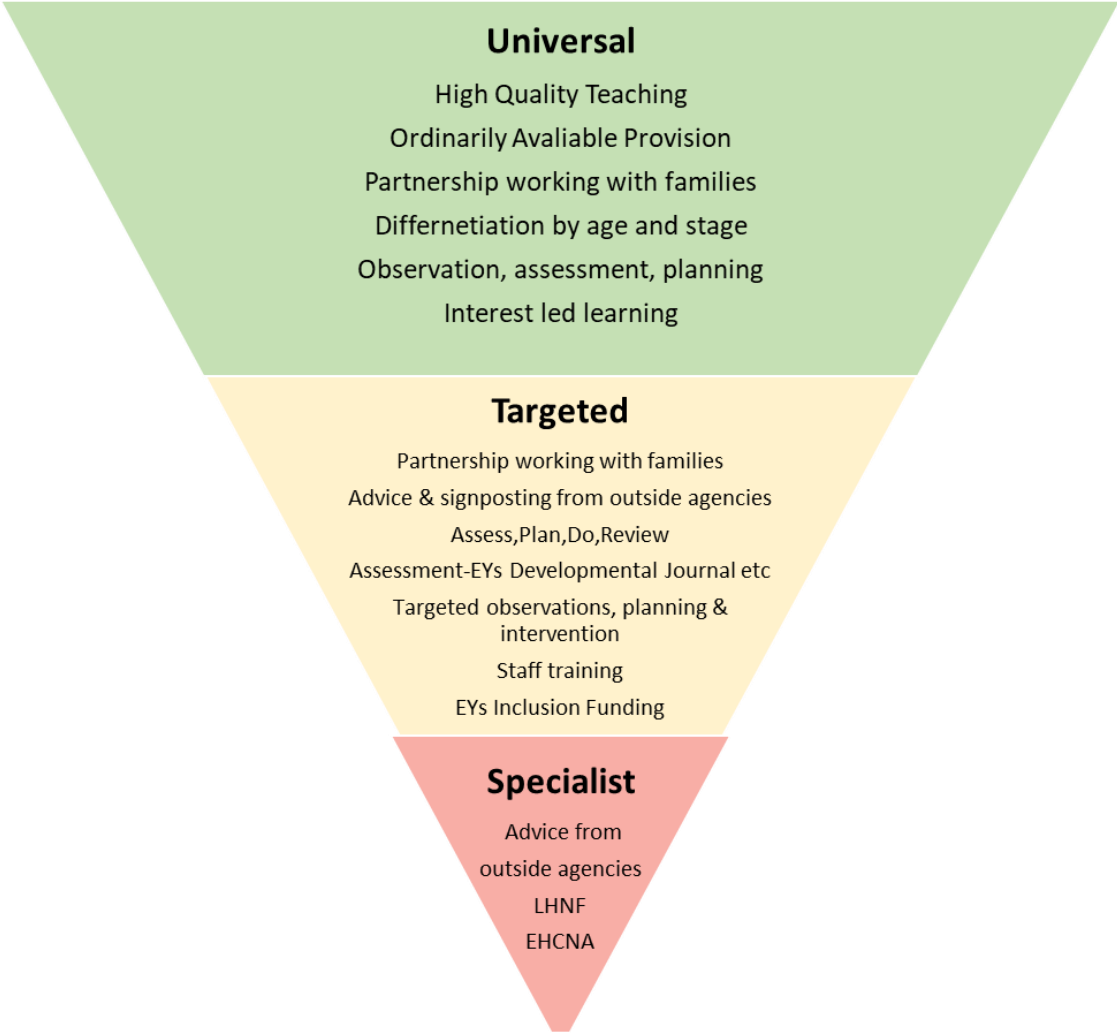 Universal
High Quality Teaching
Ordinarily Avaliable Provision
Partnership working with families
Differnetiation by age and stage
Observation, assessment, planning
Interest led learning
Targeted
Partnership working with families
Advice & signposting from outside agencies
Assess,Plan,Do,Review
Assessment-EYs Developmental Journal etc
Targeted observations, planning &
intervention
Staff training
EYs Inclusion Funding
Specialist
Advice from
outside agencies
LHNF
EHCNA